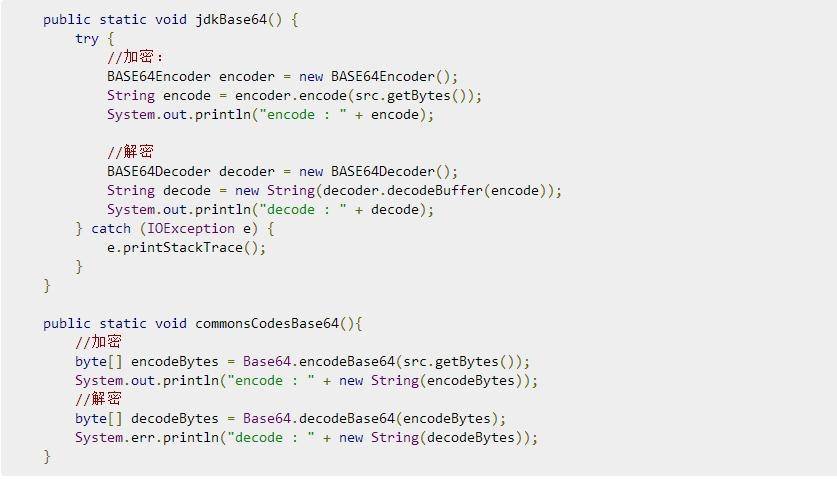 public static void jdkBase64() {
try {
//加密：
BASE64Encoder encoder = new BASE64Encoder();
String encode = encoder.encode(src.getBytes());
System.out.println("encode : " + encode);
//解密
BASE64Decoder decoder = new BASE64Decoder();
String decode = new String(decoder.decodeBuffer(encode));
System.out.println("decode : " + decode);
} catch (IOException e) {
e.printStackTrace();
}
}
public static void commonsCodesBase64(){
//加密
byte[] encodeBytes = Base64.encodeBase64(src.getBytes());
System.out.println("encode : " + new String(encodeBytes));
//解密
byte[] decodeBytes = Base64.decodeBase64(encodeBytes);
System.err.println("decode : " + new String(decodeBytes));
}